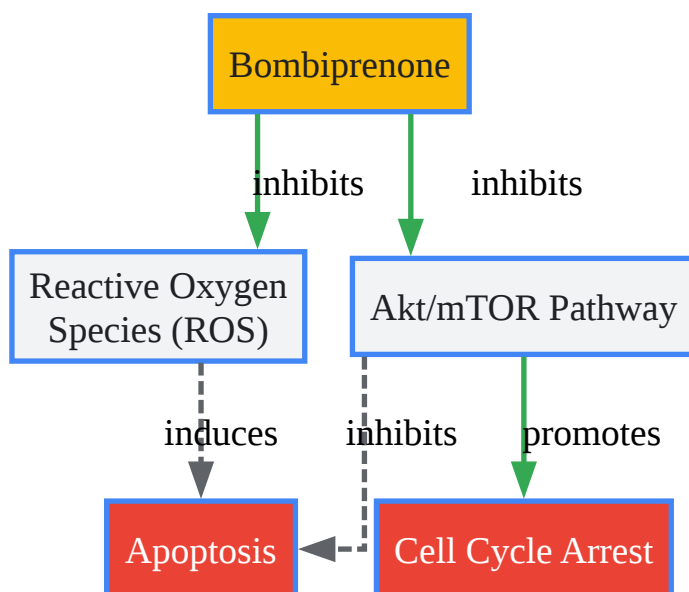 Bombiprenone
inhibits
inhibits
Reactive Oxygen
Species (ROS)
Akt/mTOR Pathway
induces
inhibits
promotes
Apoptosis
Cell Cycle Arrest